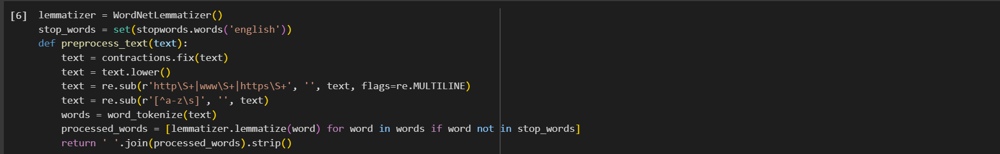 [6] lemmatizer = WordNetLemmatizer()
stop_words = set(stopwords.words('english'))
def preprocess_text(text):
    text = contractions.fix(text)
    text = text.lower()
    text = re.sub(r'http\S+|www\S+|https\S+', '', text, flags=re.MULTILINE)
    text = re.sub(r'[^a-z\s]', '', text)
    words = word_tokenize(text)
    processed_words = [lemmatizer.lemmatize(word) for word in words if word not in stop_words]
    return ' '.join(processed_words).strip()